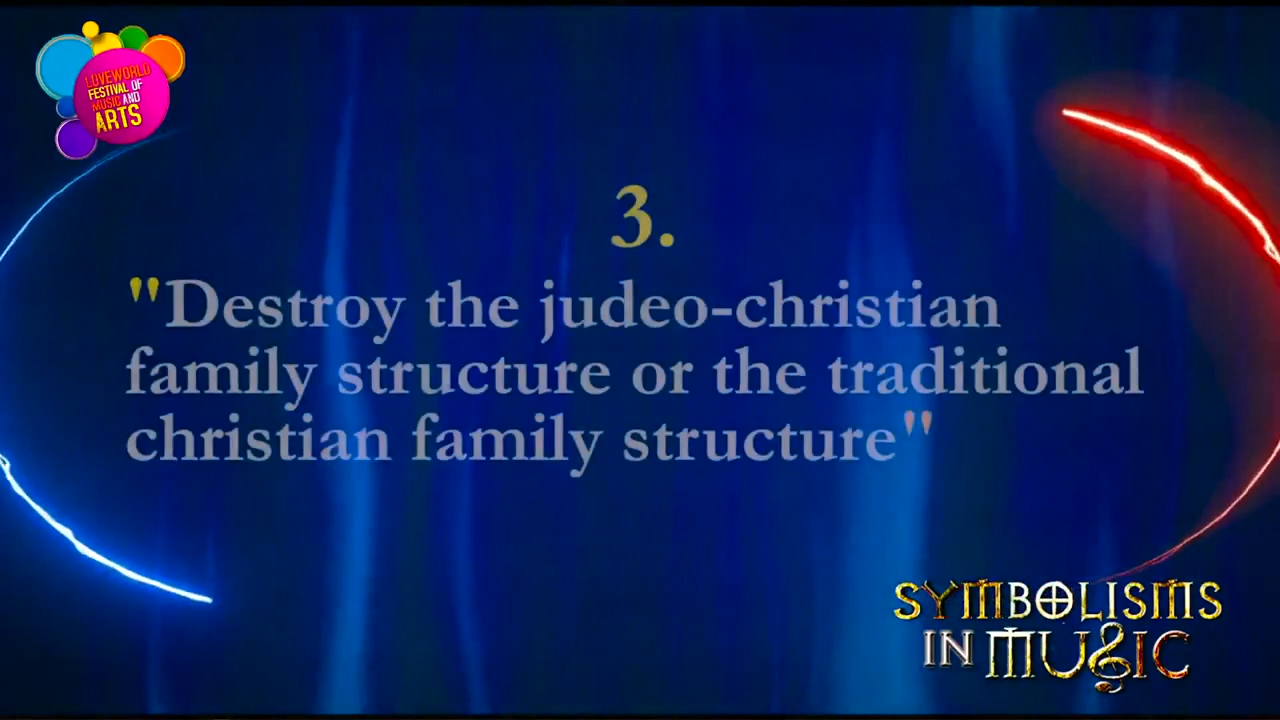 LOVEWORLD
FESTIVAL OF
MUSIC AND
ARTS
3.
"Destroy the judeo-christian
family structure or the traditional
christian family structure"
SYMBOLISMS
IN MUSIC